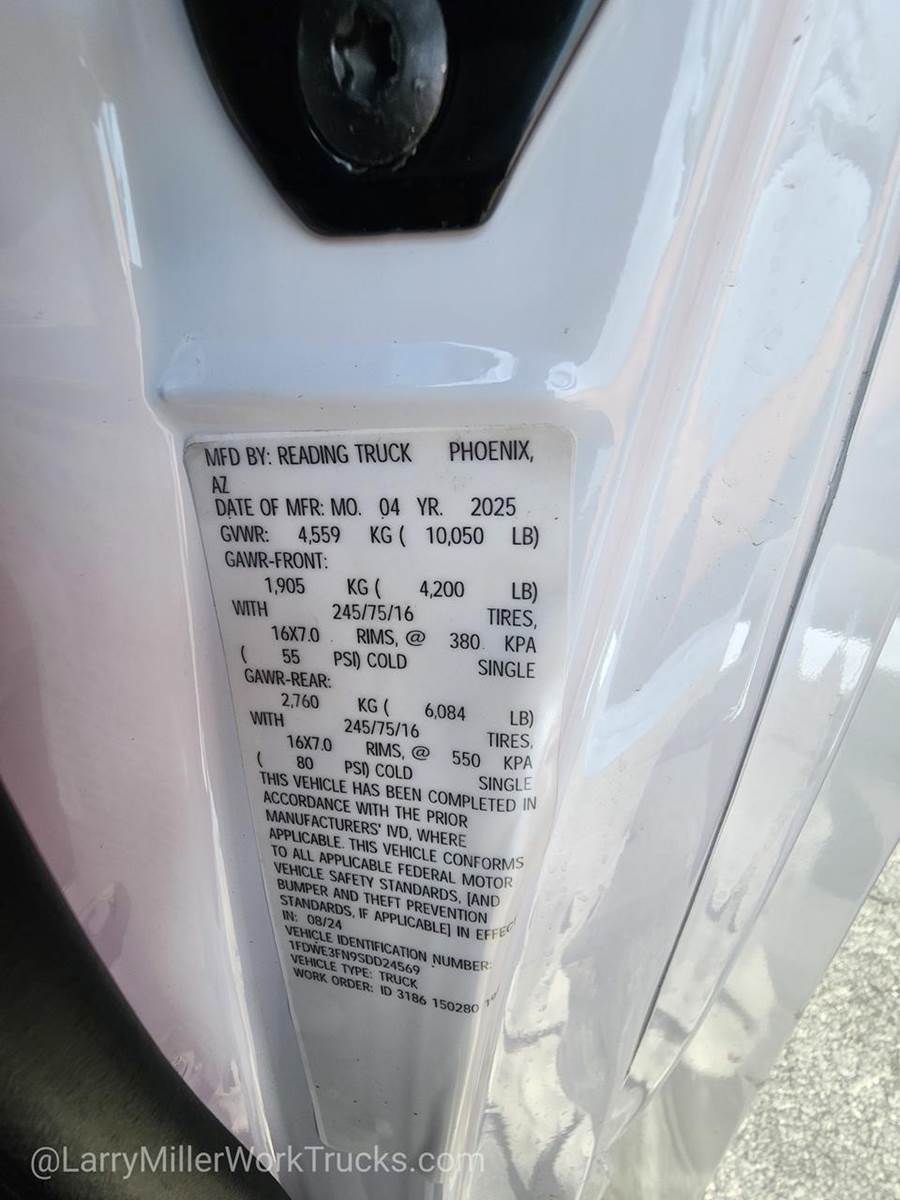 MFD BY: READING TRUCK PHOENIX,
AZ
DATE OF MFR: MO. 04 YR. 2025
GVWR: 4,559 KG ( 10,050 LB)
GAWR-FRONT:
1,905 KG ( 4,200 LB)
WITH 245/75/16 TIRES,
16X7.0 RIMS, @ 380 KPA
( 55 PSI) COLD SINGLE
GAWR-REAR:
2,760 KG ( 6,084 LB)
WITH 245/75/16 TIRES,
16X7.0 RIMS, @ 550 KPA
( 80 PSI) COLD SINGLE
THIS VEHICLE HAS BEEN COMPLETED IN
ACCORDANCE WITH THE PRIOR
MANUFACTURERS' IVD, WHERE
APPLICABLE. THIS VEHICLE CONFORMS
TO ALL APPLICABLE FEDERAL MOTOR
VEHICLE SAFETY STANDARDS, [AND
BUMPER AND THEFT PREVENTION
STANDARDS, IF APPLICABLE] IN EFFECT
IN: 08/24
VEHICLE IDENTIFICATION NUMBER:
1FDWE3FN9SDD24569
VEHICLE TYPE: TRUCK
WORK ORDER: ID 3186 150280
@LarryMillerWorkTrucks.com